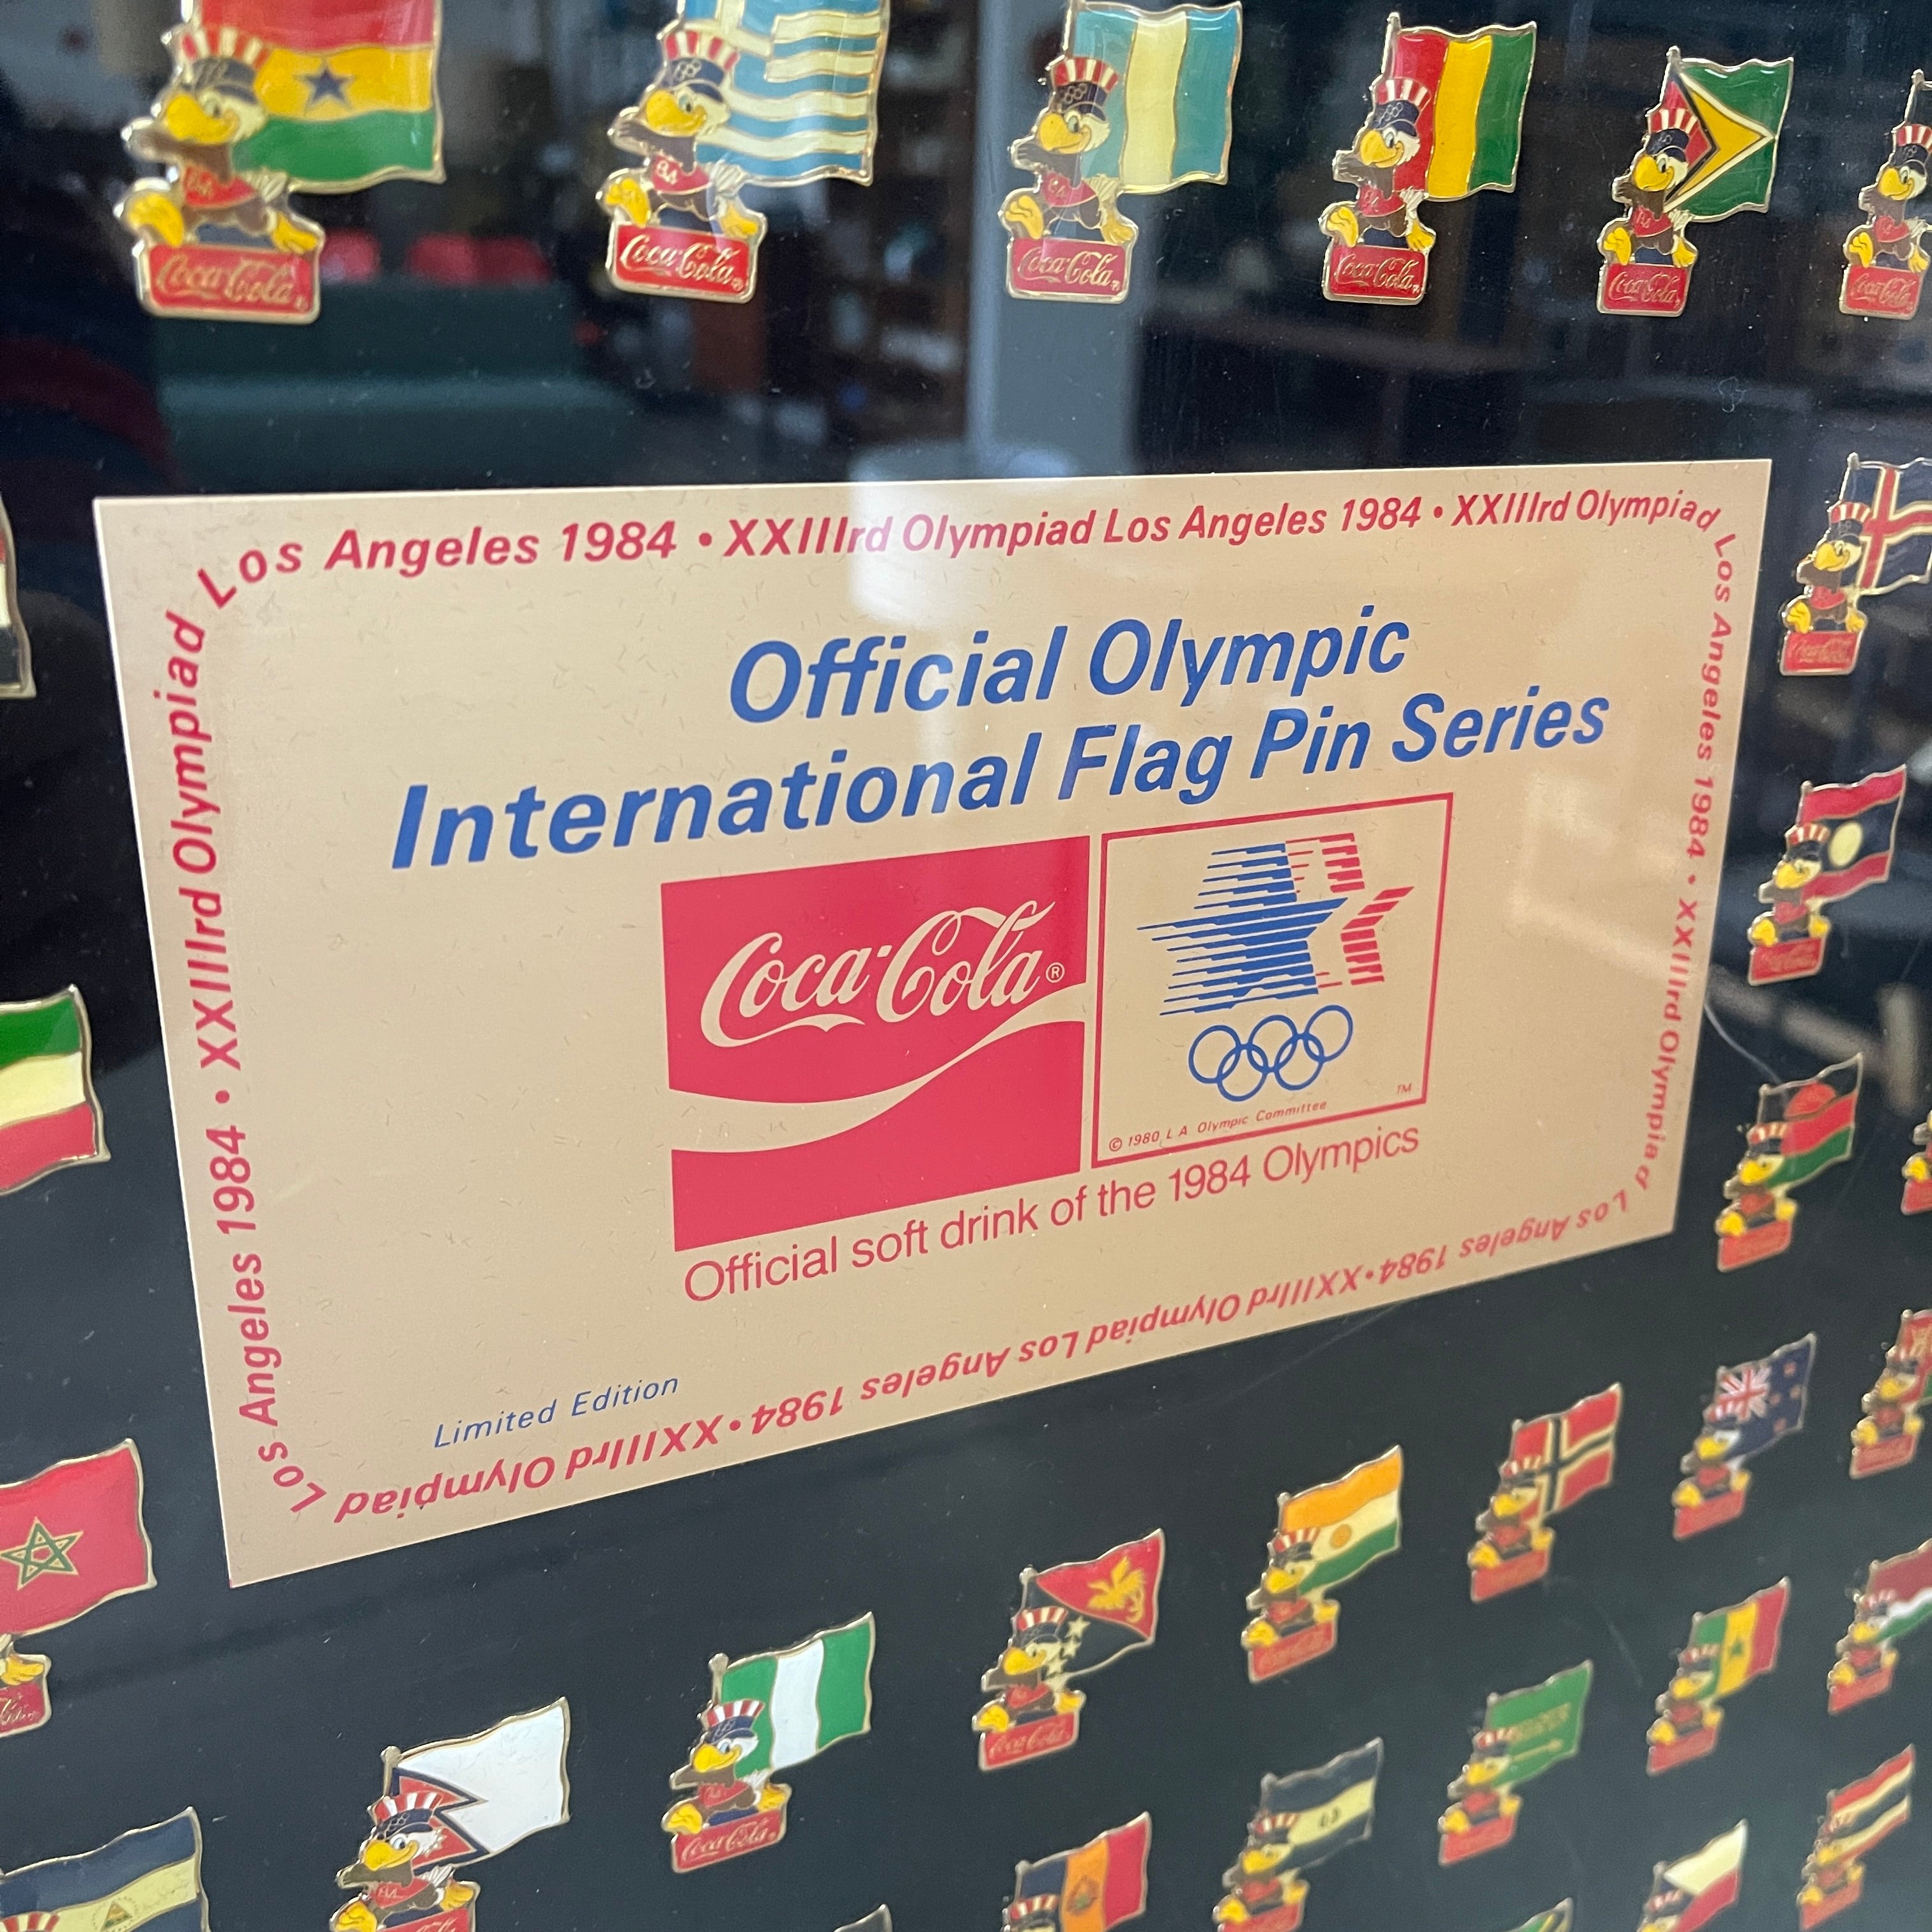 Coca-Cola
Coca-Cola
Coca-Cola
Coca-Cola
Coca-Cola
Coca-Cola
Los Angeles 1984 • XXIIIrd Olympiad Los Angeles 1984 • XXIIIrd Olympiad
Los Angeles 1984 • XXIIIrd Olympiad
Official Olympic
International Flag Pin Series
Coca-Cola®
© 1980 L A Olympic Committee
TM
Official soft drink of the 1984 Olympics
Limited Edition
Los Angeles 1984 • XXIIIrd Olympiad Los Angeles 1984 • XXIIIrd Olympiad
Los Angeles 1984 • XXIIIrd Olympiad
Coca-Cola
Coca-Cola